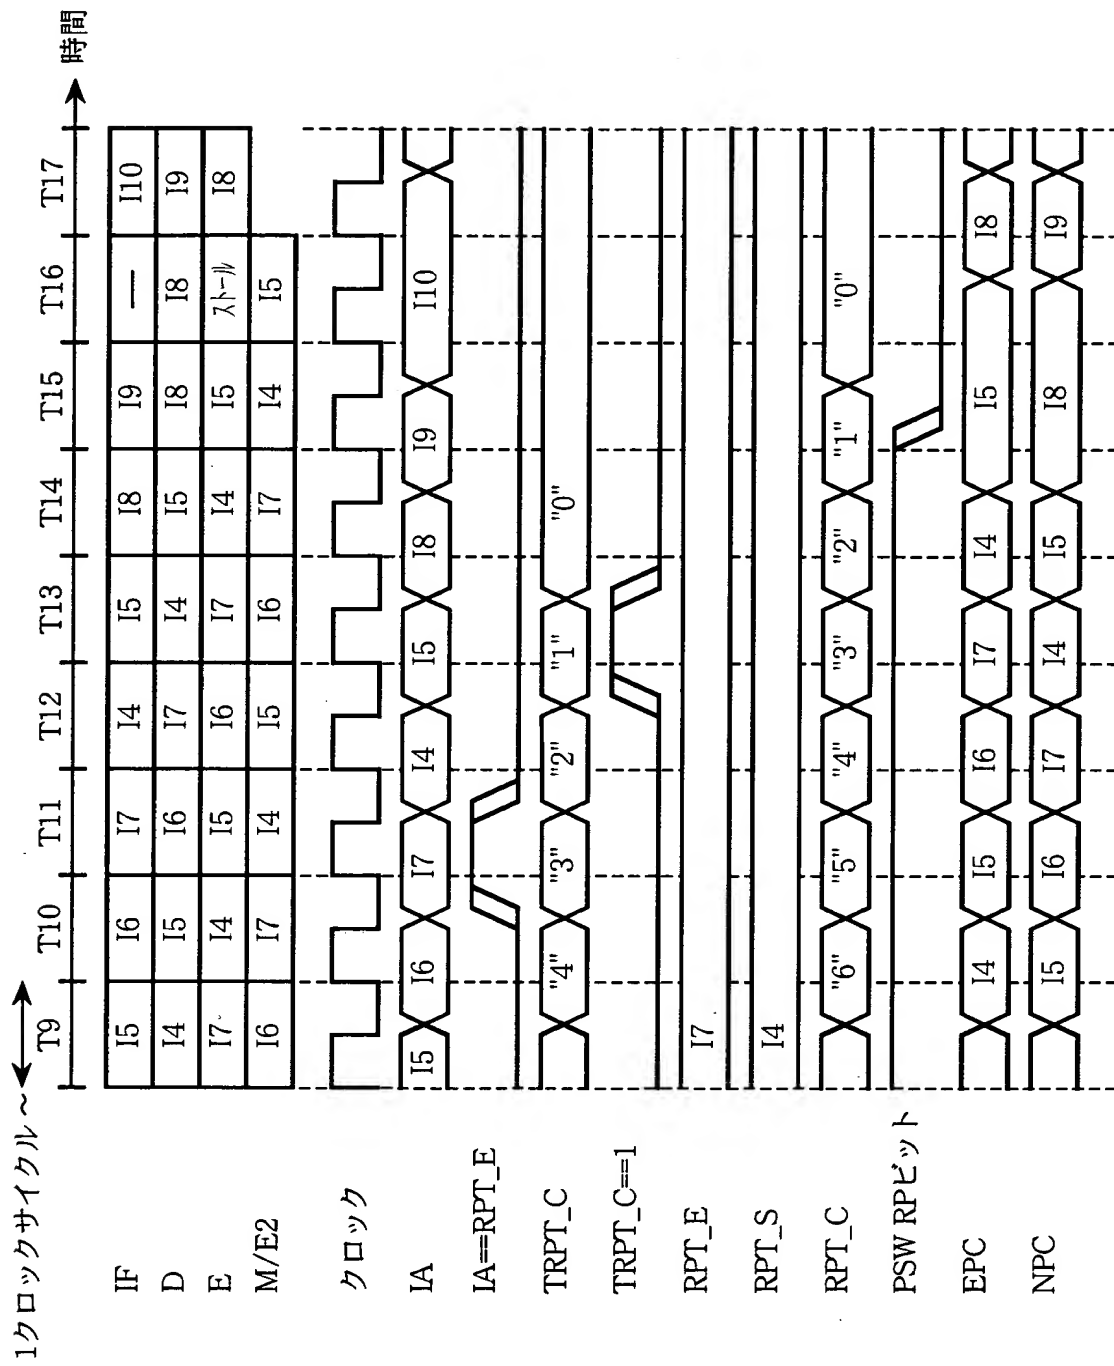 1クロックサイクル~
時間
T9 T10 T11 T12 T13 T14 T15 T16 T17
IF I5 I6 I7 I4 I5 I8 I9 — I10
D I4 I5 I6 I7 I4 I5 I8 I8 I9
E I7 I4 I5 I6 I7 I4 I5 ストール I8
M/E2 I6 I7 I4 I5 I6 I7 I4 I5
クロック
IA I5 I6 I7 I4 I5 I8 I9 I10
IA==RPT_E
TRPT_C "4" "3" "2" "1" "0"
TRPT_C==1
RPT_E I7
RPT_S I4
RPT_C "6" "5" "4" "3" "2" "1" "0"
PSW RPビット
EPC I4 I5 I6 I7 I4 I5 I8
NPC I5 I6 I7 I4 I5 I8 I9